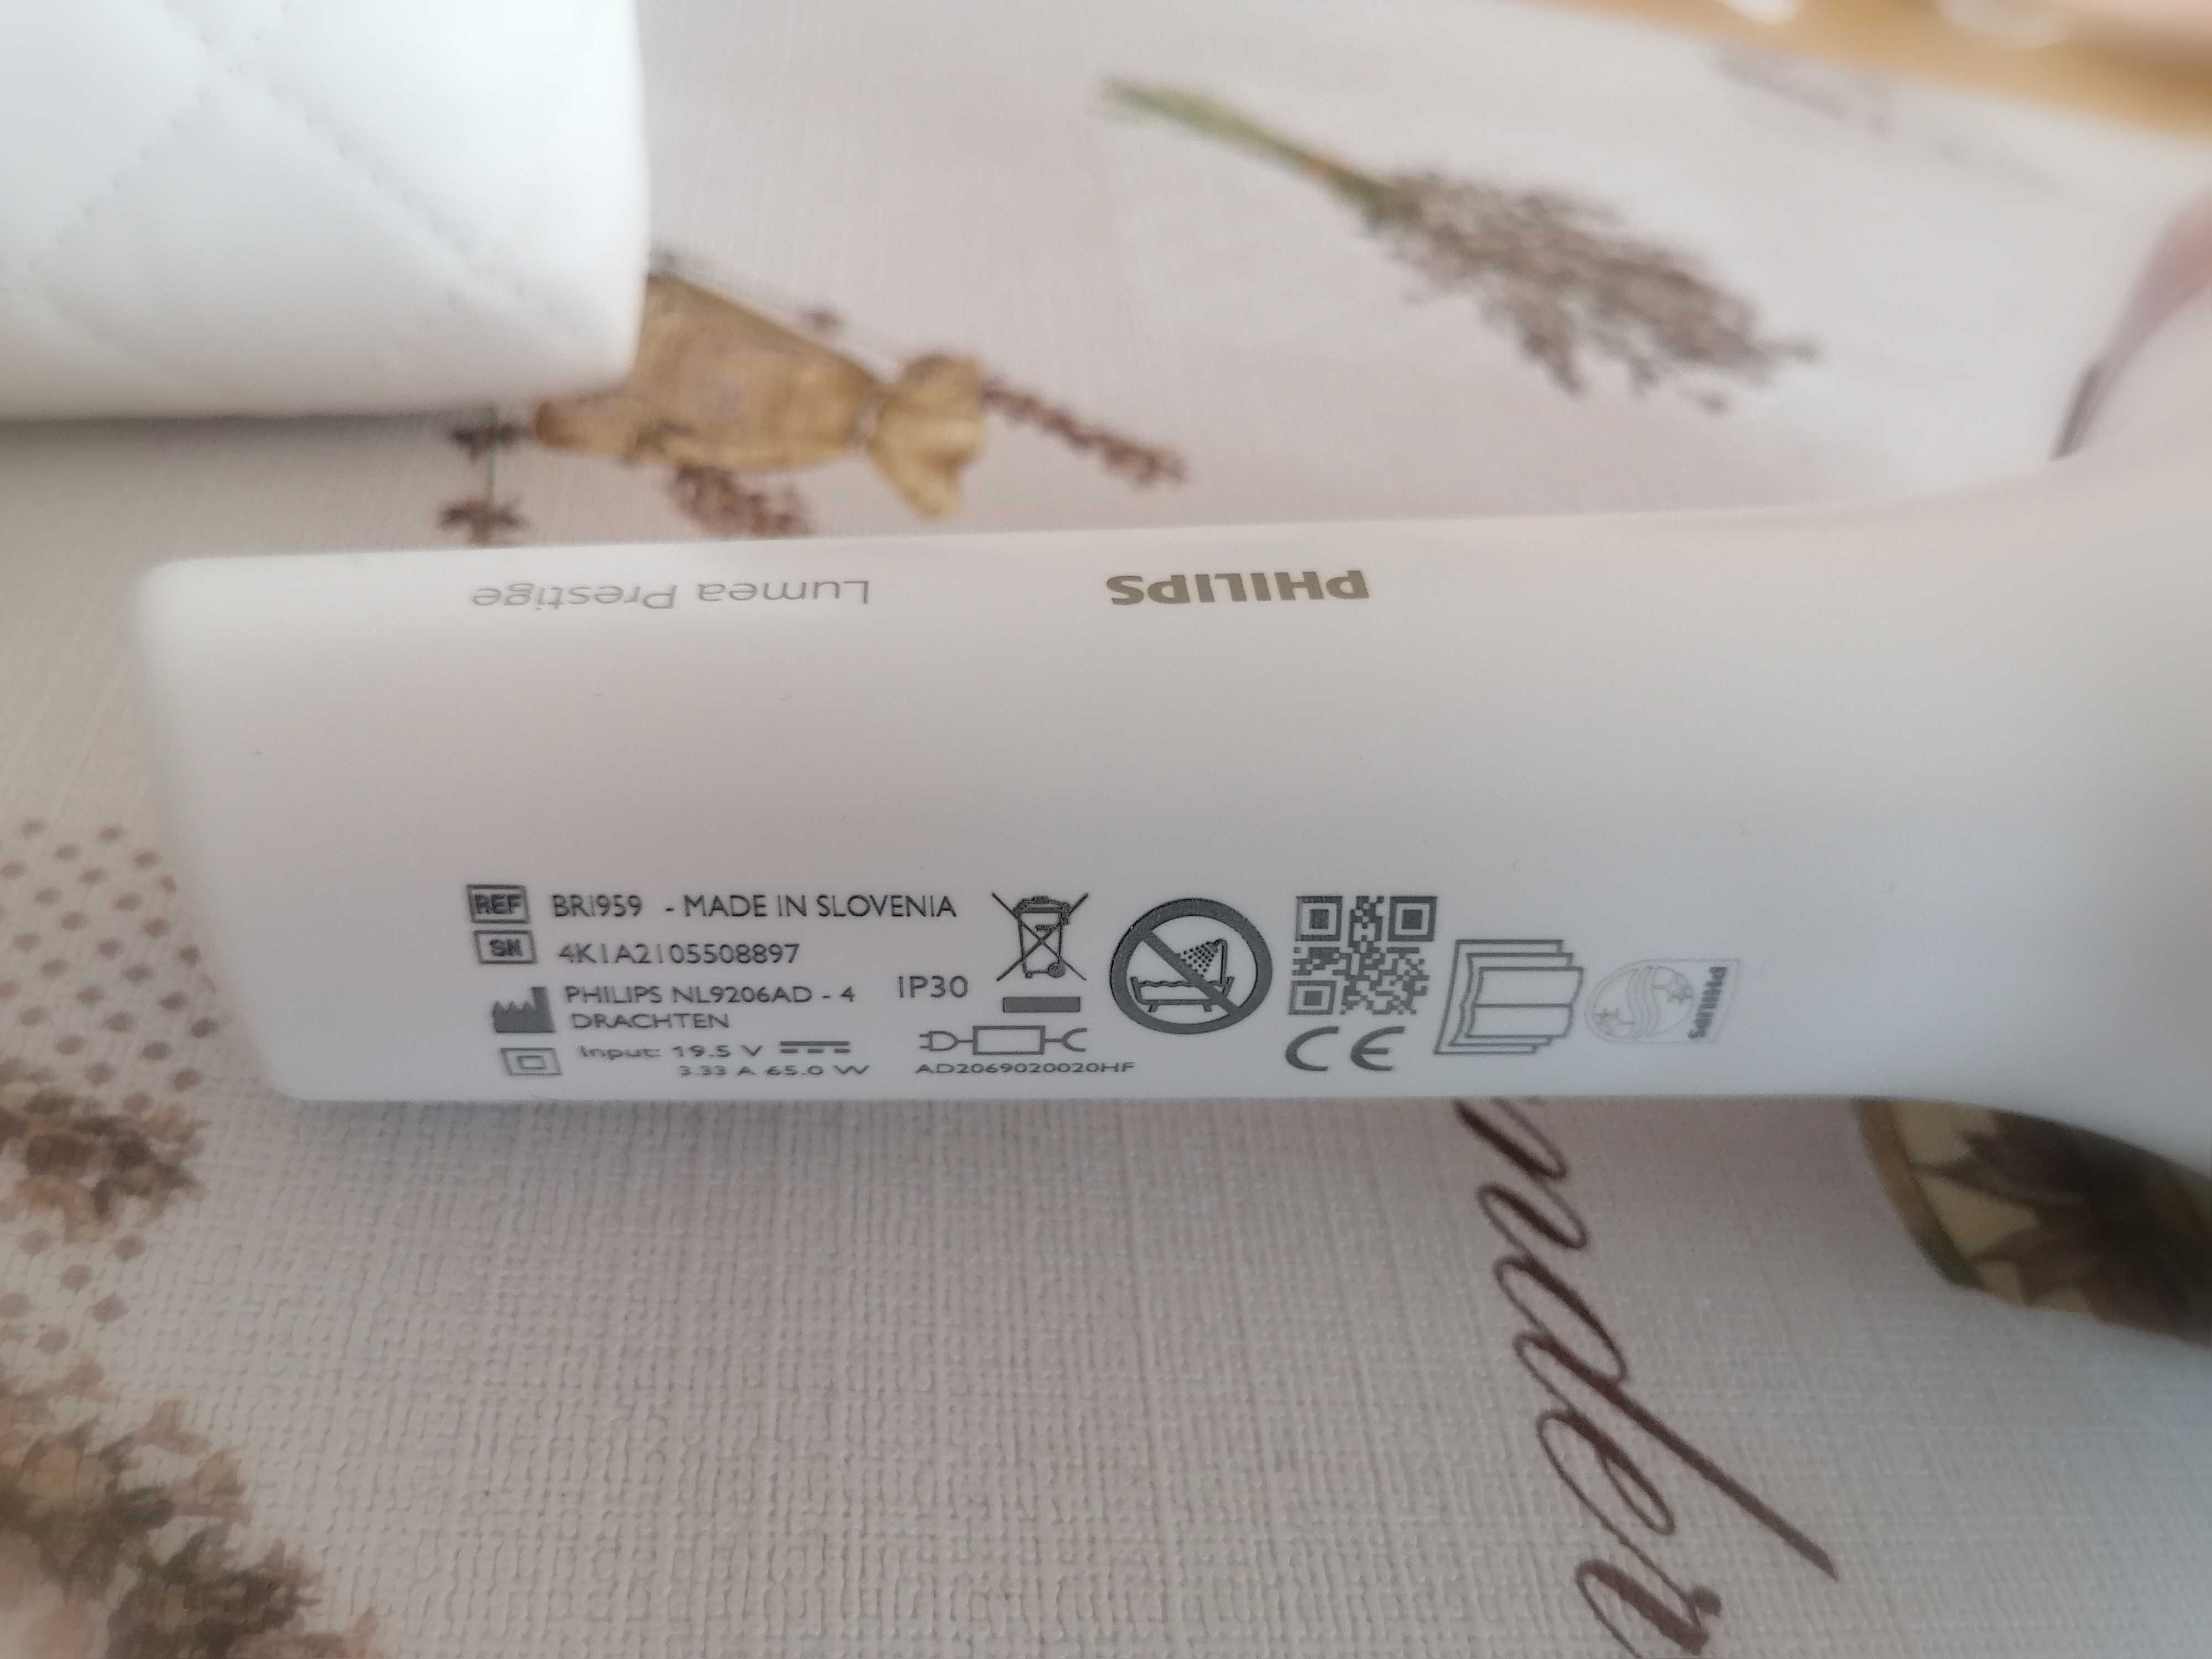 Lumea Prestige
PHILIPS
REF BRI959 - MADE IN SLOVENIA
SN 4K1A2105508897
PHILIPS NL9206AD - 4
DRACHTEN
IP30
Input: 19.5 V
3.33 A 65.0 W
AD2069020020HF
CE
PHILIPS